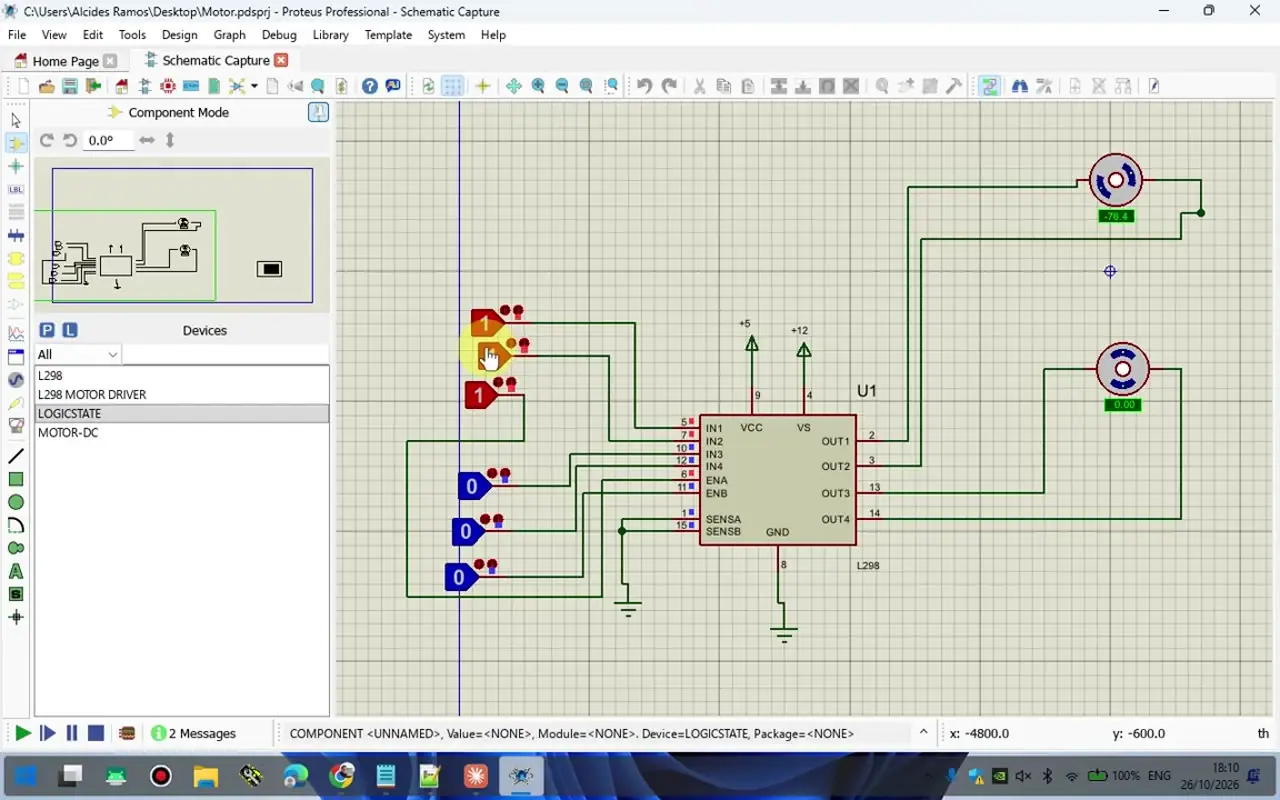 C:\Users\Alcides Ramos\Desktop\Motor.pdsprj - Proteus Professional - Schematic Capture
File View Edit Tools Design Graph Debug Library Template System Help
Home Page Schematic Capture
Component Mode
0.0°
LBL
P L Devices
All
L298
L298 MOTOR DRIVER
LOGICSTATE
MOTOR-DC
A
S
-76.4
1
1
0
0
0
+5
+12
9
4
U1
0.00
5 IN1
7 IN2
10 IN3
12 IN4
6 ENA
11 ENB
1 SENSA
15 SENSB
VCC VS
GND
8
OUT1 2
OUT2 3
OUT3 13
OUT4 14
L298
2 Messages
COMPONENT <UNNAMED>, Value=<NONE>, Module=<NONE>. Device=LOGICSTATE, Package=<NONE>
x: -4800.0 y: -600.0 th
100% ENG
18:10
26/10/2026